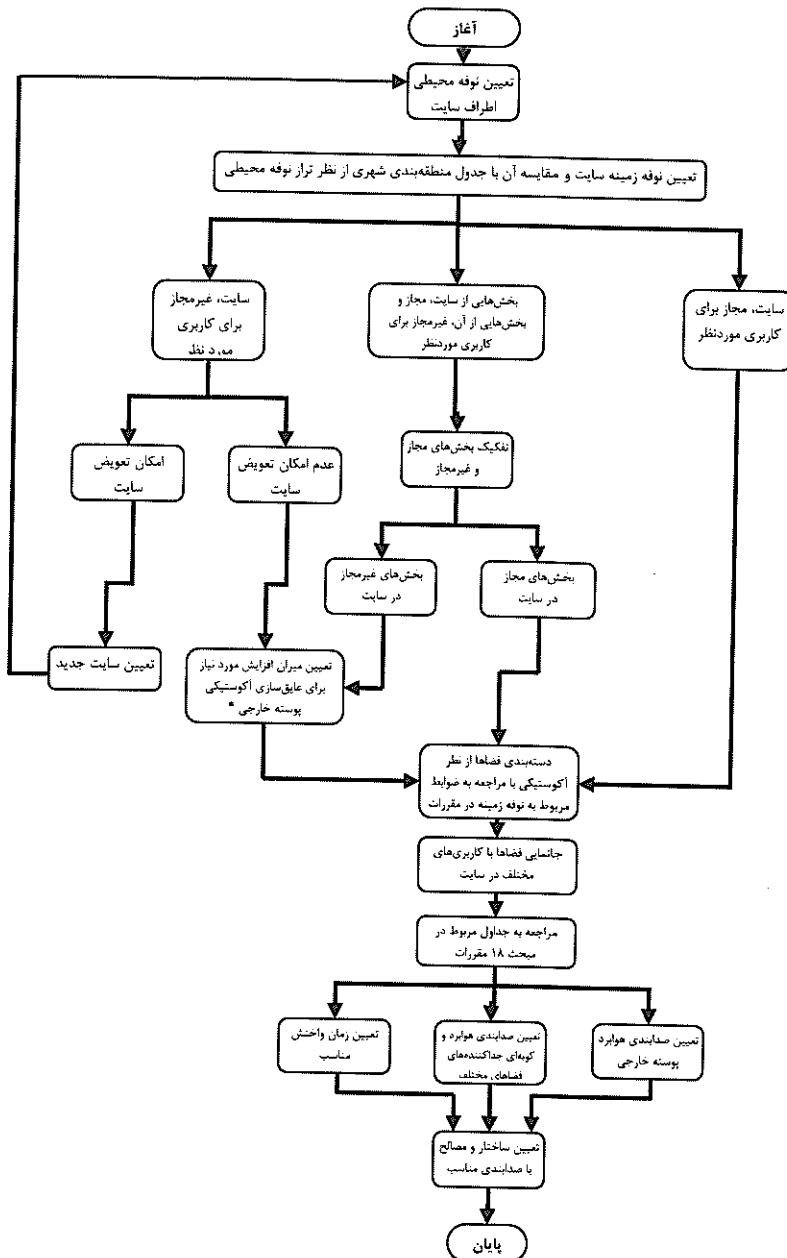 آغاز
تعیین نوفه محیطی
اطراف سایت
تعیین نوفه زمینه سایت و مقایسه آن با جدول منطقه‌بندی شهری از نظر تراز نوفه محیطی
سایت، مجاز برای
کاربری موردنظر
بخش‌هایی از سایت، مجاز و
بخش‌هایی از آن، غیرمجاز برای
کاربری موردنظر
سایت، غیرمجاز
برای کاربری
مورد نظر
تفکیک بخش‌های مجاز
و غیرمجاز
عدم امکان تعویض
سایت
امکان تعویض
سایت
بخش‌های مجاز
در سایت
بخش‌های غیرمجاز
در سایت
تعیین میزان افزایش مورد نیاز
برای عایق‌سازی آکوستیکی
پوسته خارجی *
تعیین سایت جدید
دسته‌بندی فضاها از نظر
آکوستیکی با مراجعه به ضوابط
مربوط به نوفه زمینه در مقررات
جانمایی فضاها با کاربری‌های
مختلف در سایت
مراجعه به جداول مربوط در
مبحث ۱۸ مقررات
تعیین صدابندی هوابرد
پوسته خارجی
تعیین صدابندی هوابرد و
کوبه‌ای جداکننده‌های
فضاهای مختلف
تعیین زمان واخنش
مناسب
تعیین ساختار و مصالح
با صدابندی مناسب
پایان